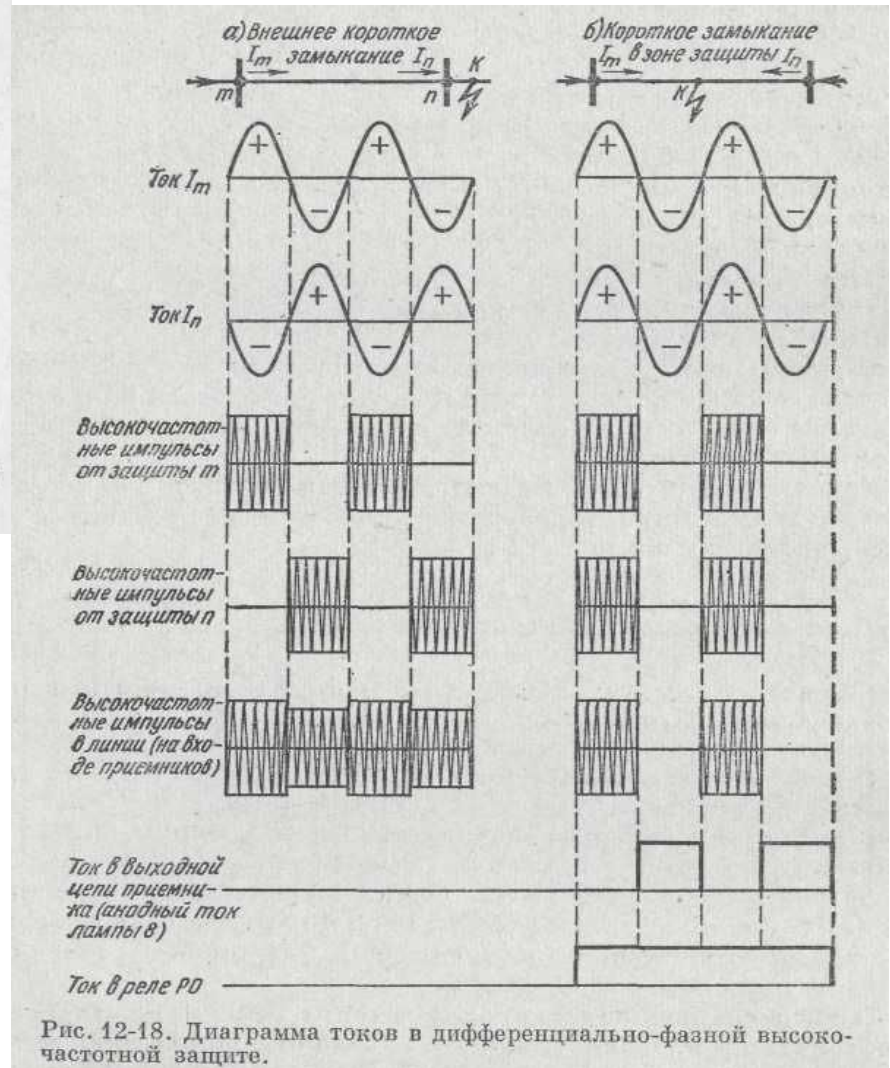 а) Внешнее короткое
замыкание
I_m I_n K
m n
б) Короткое замыкание
в зоне защиты
I_m I_n
K
Ток I_m
+ + + +
− − − −
Ток I_n
+ + + +
− − − −
Высокочастот-
ные импульсы
от защиты m
Высокочастот-
ные импульсы
от защиты n
Высокочастот-
ные импульсы
в линии (на вхо-
де приемников)
Ток в выходной
цепи приемни-
ка (анодный ток
лампы в)
Ток в реле РО
Рис. 12-18. Диаграмма токов в дифференциально-фазной высоко-
частотной защите.